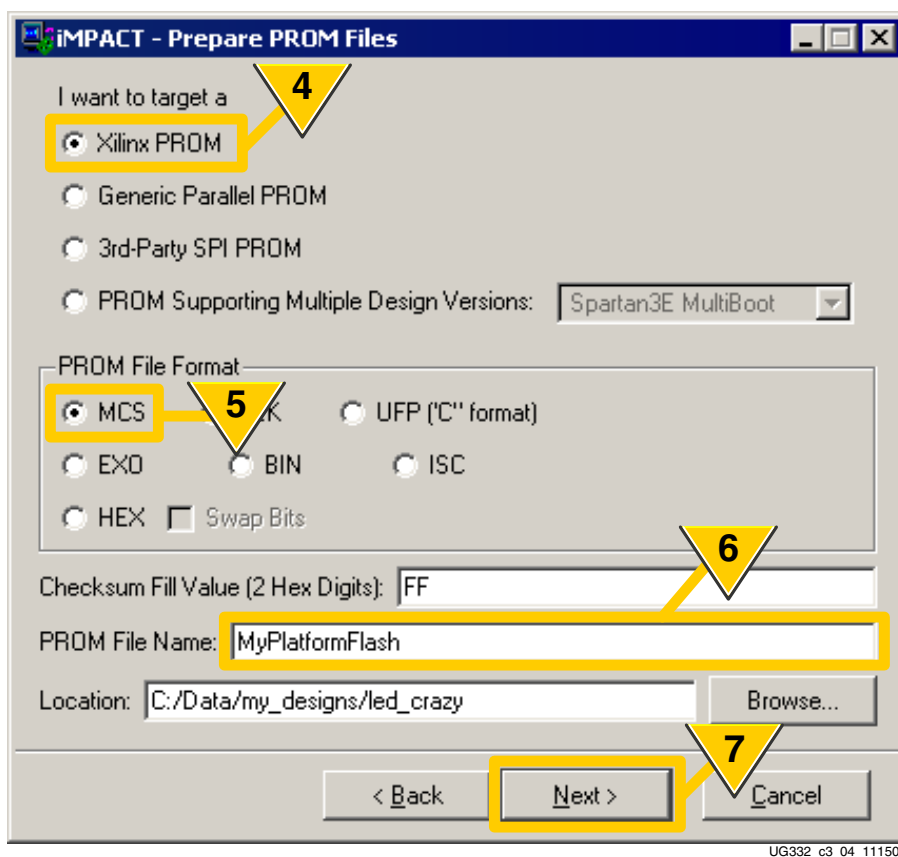 iMPACT - Prepare PROM Files
I want to target a
4
Xilinx PROM
Generic Parallel PROM
3rd-Party SPI PROM
PROM Supporting Multiple Design Versions: Spartan3E MultiBoot
PROM File Format
MCS 5 UFP ("C" format)
EXO BIN ISC
HEX Swap Bits
6
Checksum Fill Value (2 Hex Digits): FF
PROM File Name: MyPlatformFlash
Location: C:/Data/my_designs/led_crazy Browse...
7
< Back Next > Cancel
UG332_c3_04_11150